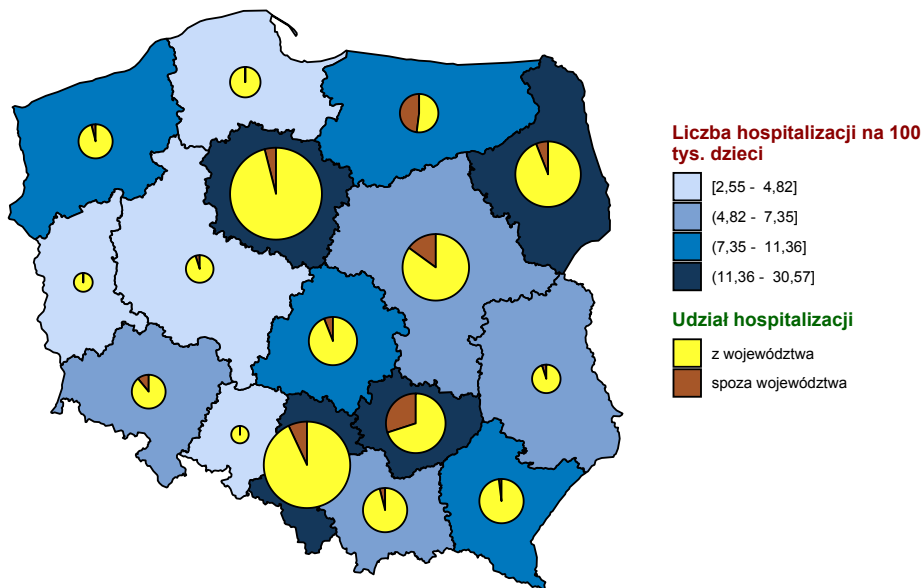 Liczba hospitalizacji na 100
tys. dzieci
[2,55 - 4,82]
(4,82 - 7,35]
(7,35 - 11,36]
(11,36 - 30,57]
Udział hospitalizacji
z województwa
spoza województwa